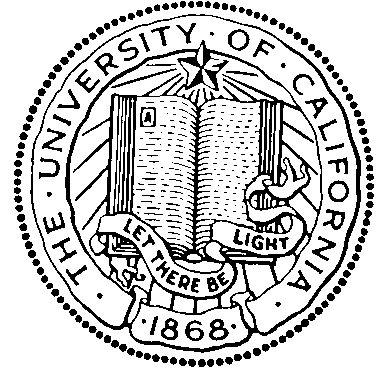 THE · UNIVERSITY · OF · CALIFORNIA
A
LET THERE BE
LIGHT
· 1868 ·